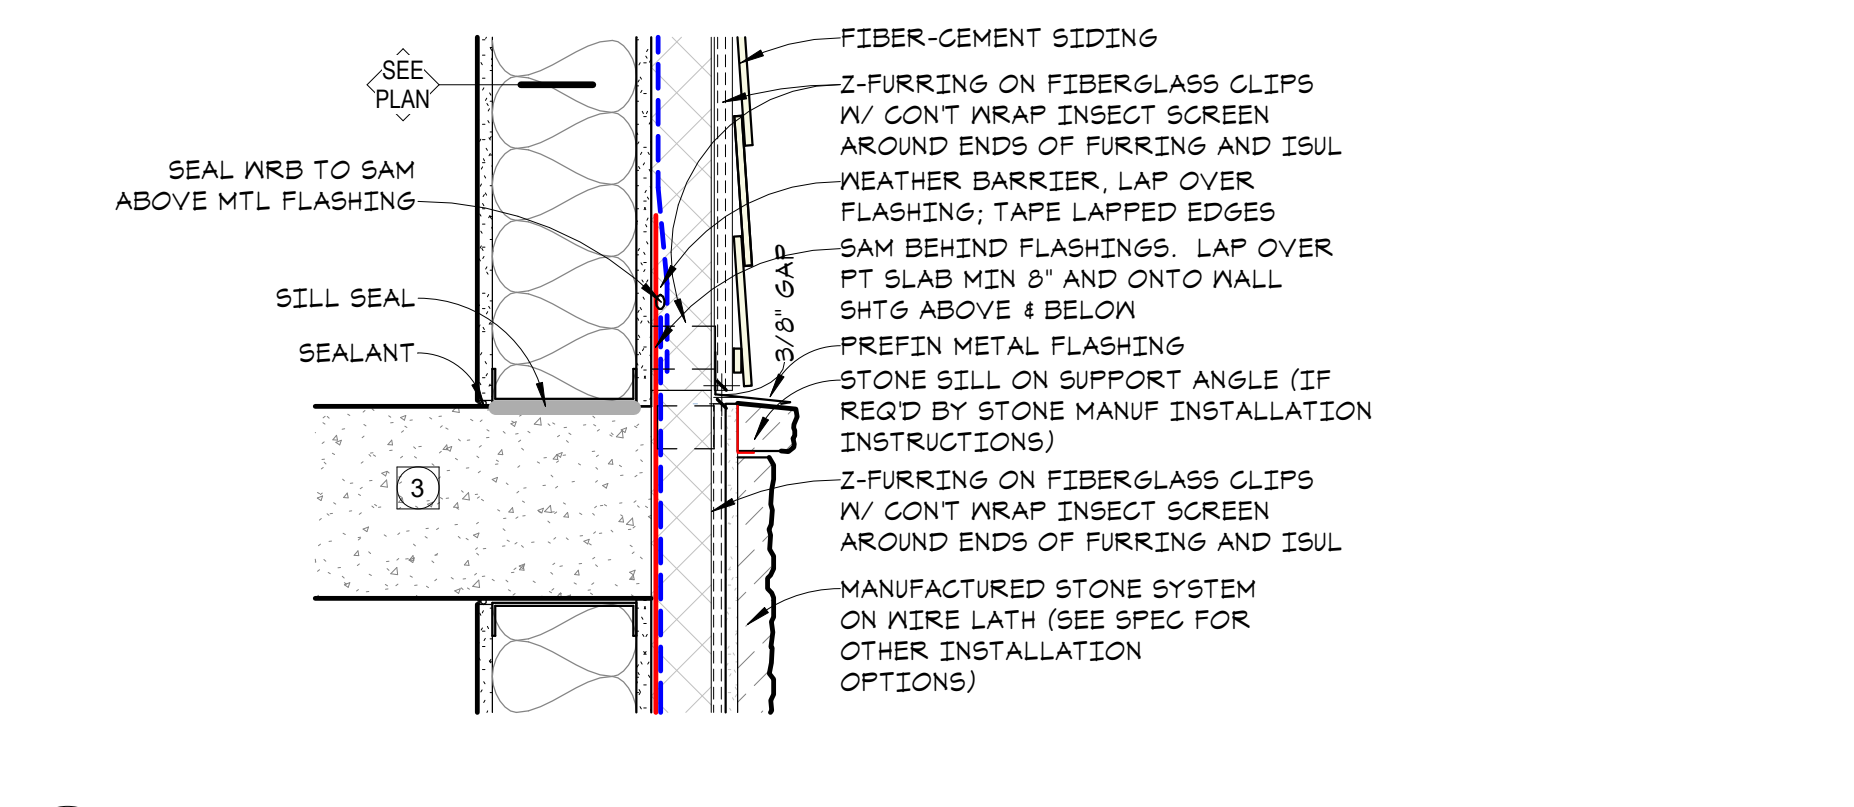 SEE
PLAN
SEAL WRB TO SAM
ABOVE MTL FLASHING
SILL SEAL
SEALANT
3
3/8" GAP
FIBER-CEMENT SIDING
Z-FURRING ON FIBERGLASS CLIPS
W/ CON'T WRAP INSECT SCREEN
AROUND ENDS OF FURRING AND ISUL
WEATHER BARRIER, LAP OVER
FLASHING; TAPE LAPPED EDGES
SAM BEHIND FLASHINGS. LAP OVER
PT SLAB MIN 8" AND ONTO WALL
SHTG ABOVE & BELOW
PREFIN METAL FLASHING
STONE SILL ON SUPPORT ANGLE (IF
REQ'D BY STONE MANUF INSTALLATION
INSTRUCTIONS)
Z-FURRING ON FIBERGLASS CLIPS
W/ CON'T WRAP INSECT SCREEN
AROUND ENDS OF FURRING AND ISUL
MANUFACTURED STONE SYSTEM
ON WIRE LATH (SEE SPEC FOR
OTHER INSTALLATION
OPTIONS)